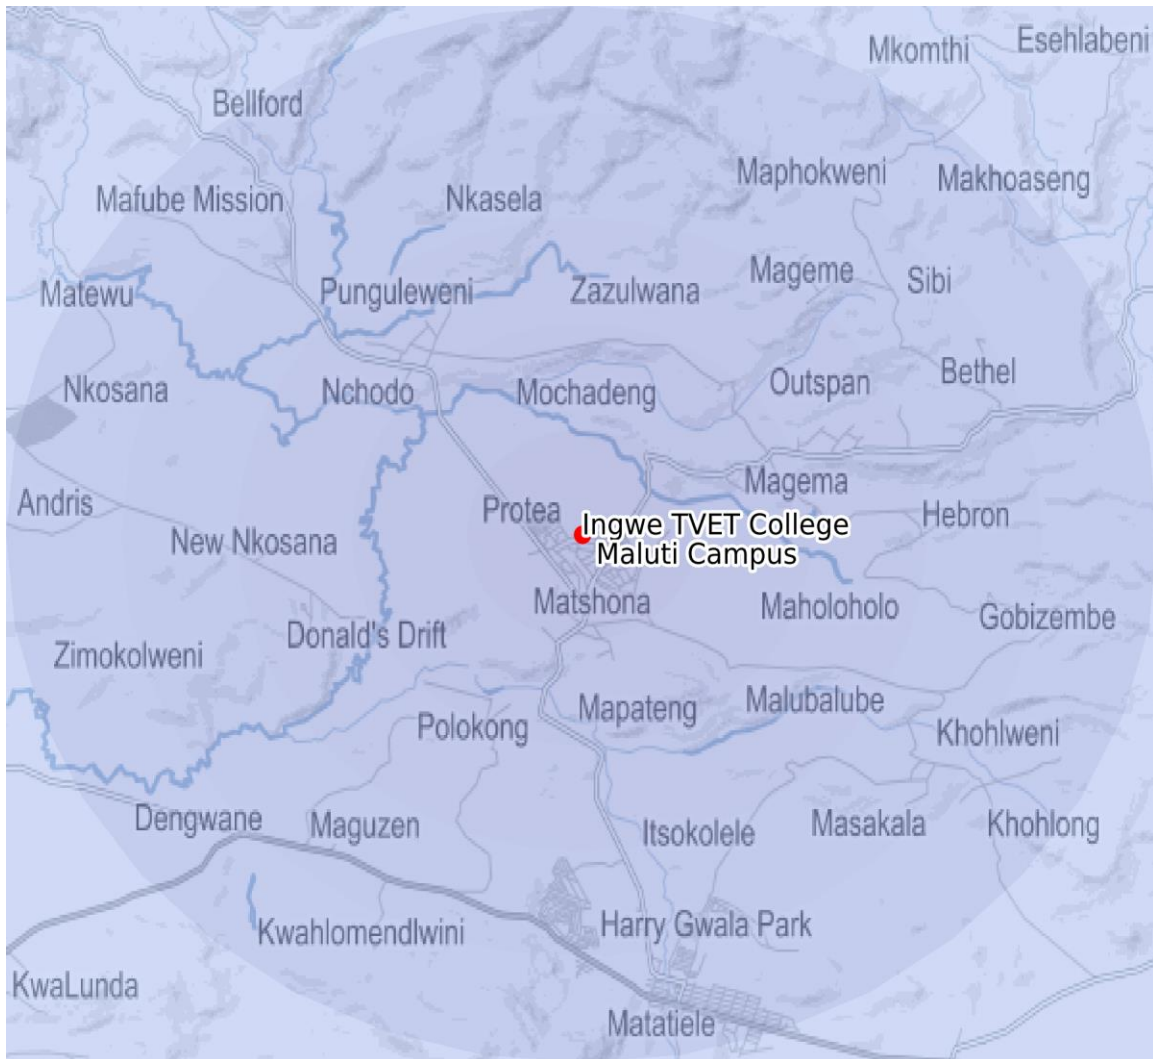 Esehlabeni
Mkomthi
Bellford
Maphokweni
Makhoaseng
Mafube Mission
Nkasela
Mageme
Sibi
Matewu
Punguleweni
Zazulwana
Bethel
Outspan
Nkosana
Nchodo
Mochadeng
Magema
Andris
Protea
Hebron
Ingwe TVET College
Maluti Campus
New Nkosana
Matshona
Maholoholo
Gobizembe
Donald's Drift
Zimokolweni
Malubalube
Mapateng
Polokong
Khohlweni
Dengwane
Maguzen
Itsokolele
Masakala
Khohlong
Kwahlomendlwini
Harry Gwala Park
KwaLunda
Matatiele